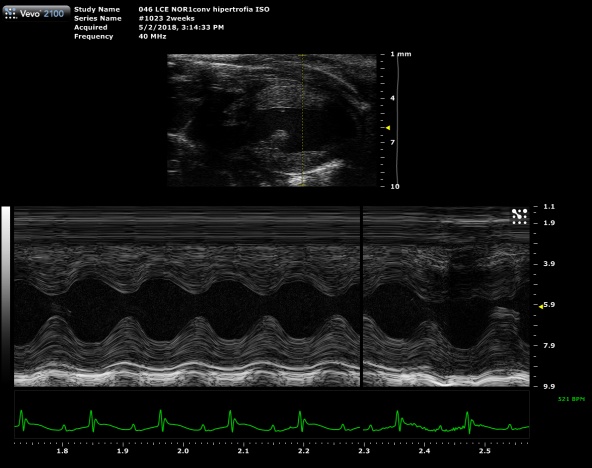 Vevo 2100
Study Name 046 LCE NOR1conv hipertrofia ISO
Series Name #1023 2weeks
Acquired 5/2/2018, 3:14:33 PM
Frequency 40 MHz
1 mm
4
7
10
1.1
1.9
3.9
5.9
7.9
9.9
521 BPM
1.8 1.9 2.0 2.1 2.2 2.3 2.4 2.5